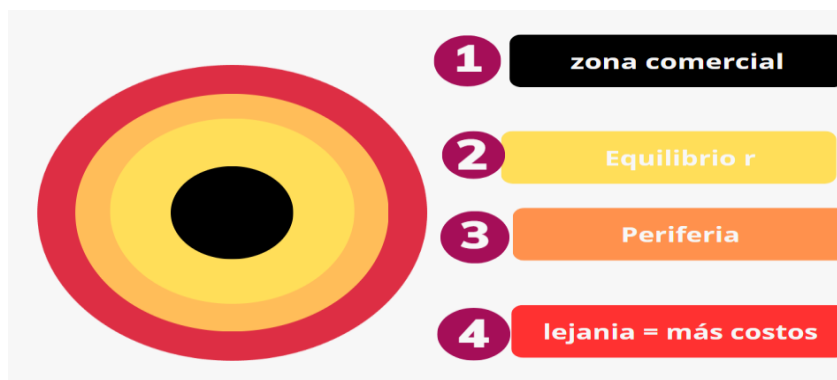 1 zona comercial
2 Equilibrio r
3 Periferia
4 lejania = más costos